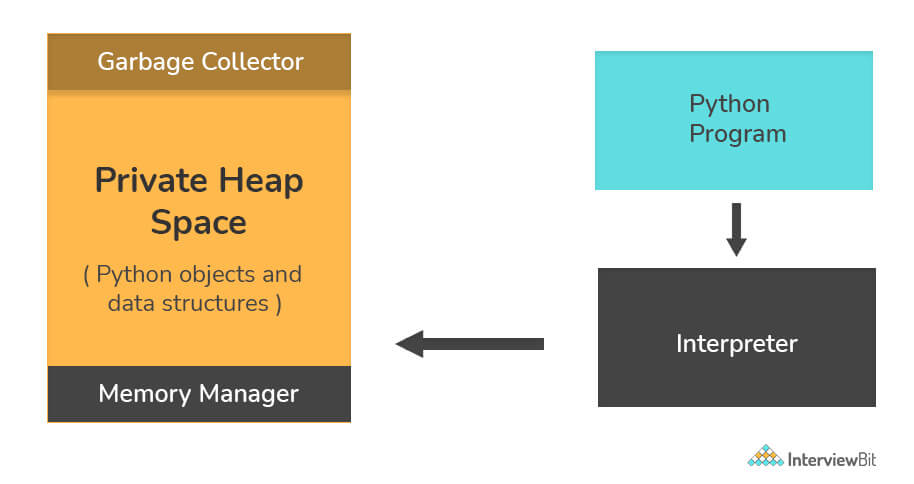 Garbage Collector
Private Heap
Space
( Python objects and
data structures )
Memory Manager
Python
Program
Interpreter
InterviewBit